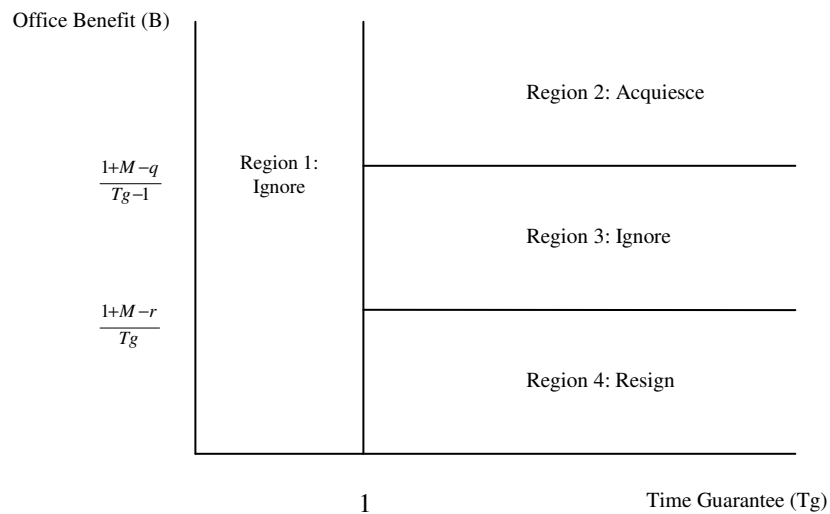 Office Benefit (B)
Region 2: Acquiesce
1+M−q
Tg−1
Region 1:
Ignore
Region 3: Ignore
1+M−r
Tg
Region 4: Resign
1
Time Guarantee (Tg)